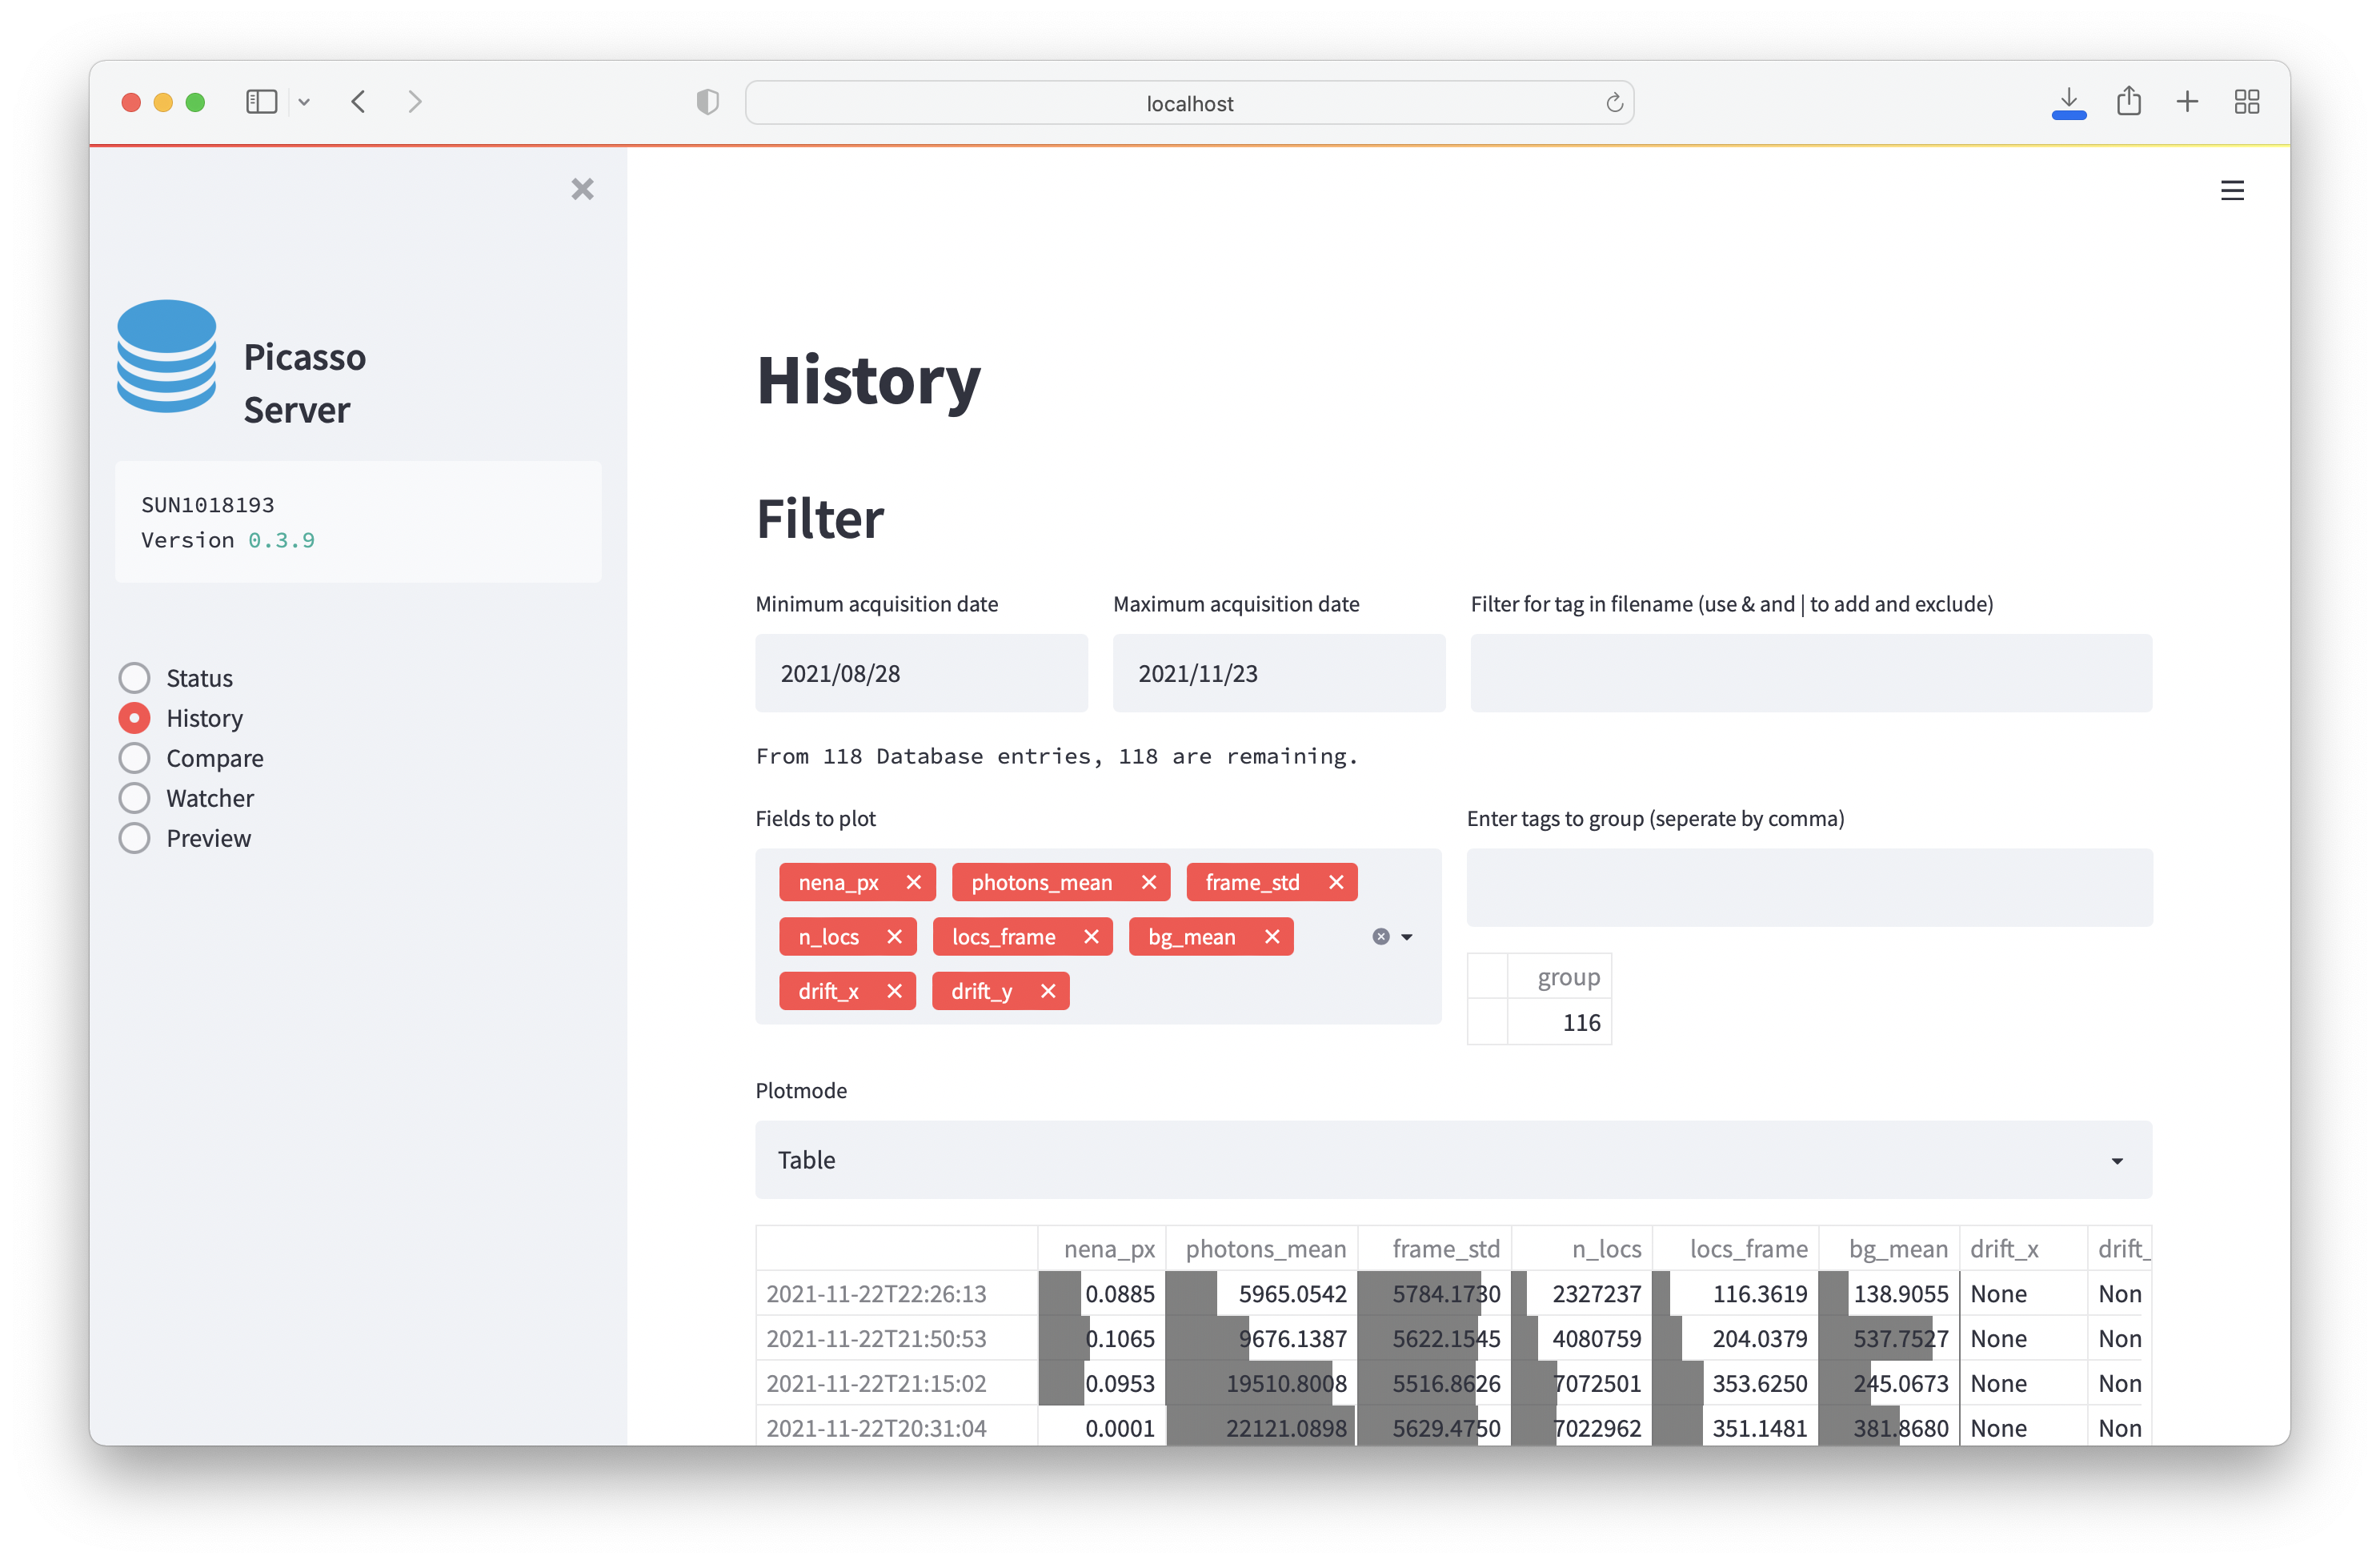 localhost
Picasso
Server
SUN1018193
Version 0.3.9
Status
History
Compare
Watcher
Preview
History
Filter
Minimum acquisition date
Maximum acquisition date
Filter for tag in filename (use & and | to add and exclude)
2021/08/28
2021/11/23
From 118 Database entries, 118 are remaining.
Fields to plot
Enter tags to group (seperate by comma)
nena_px photons_mean frame_std
n_locs locs_frame bg_mean
drift_x drift_y
group
116
Plotmode
Table
nena_px photons_mean frame_std n_locs locs_frame bg_mean drift_x drift_
2021-11-22T22:26:13 0.0885 5965.0542 5784.1730 2327237 116.3619 138.9055 None Non
2021-11-22T21:50:53 0.1065 9676.1387 5622.1545 4080759 204.0379 537.7527 None Non
2021-11-22T21:15:02 0.0953 19510.8008 5516.8626 7072501 353.6250 245.0673 None Non
2021-11-22T20:31:04 0.0001 22121.0898 5629.4750 7022962 351.1481 381.8680 None Non